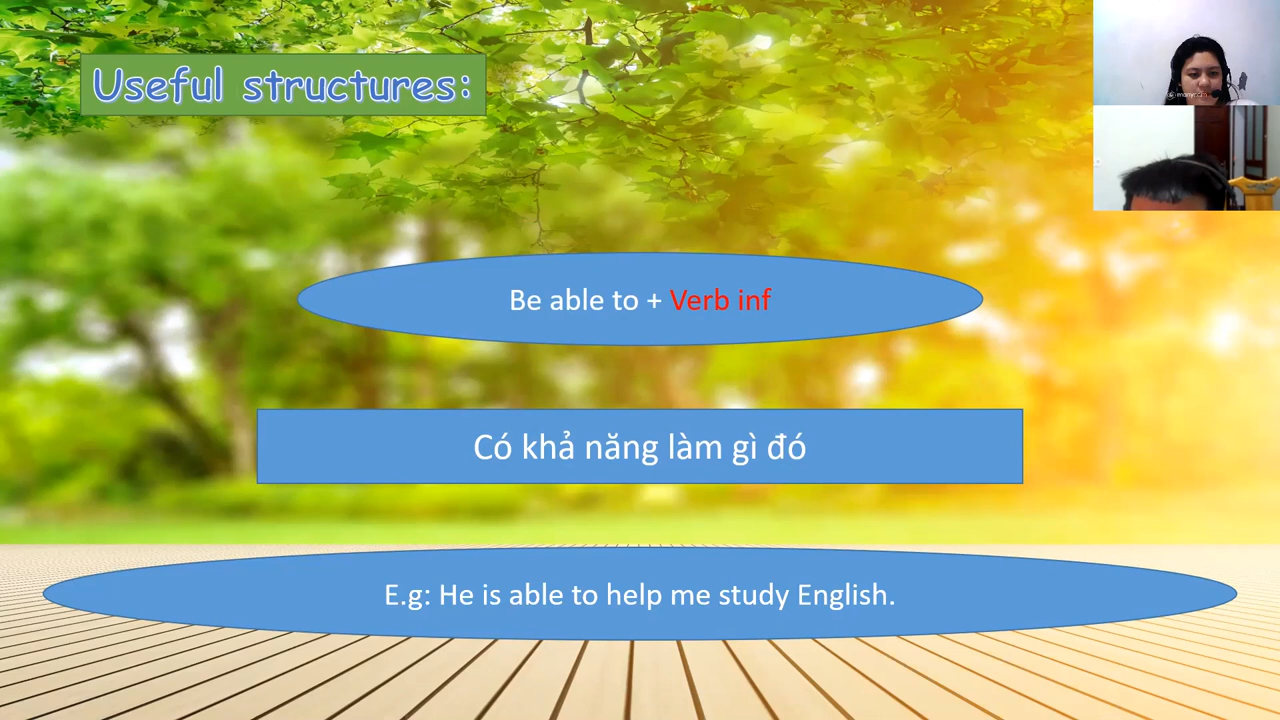 Useful structures:
Be able to + Verb inf
Có khả năng làm gì đó
E.g: He is able to help me study English.